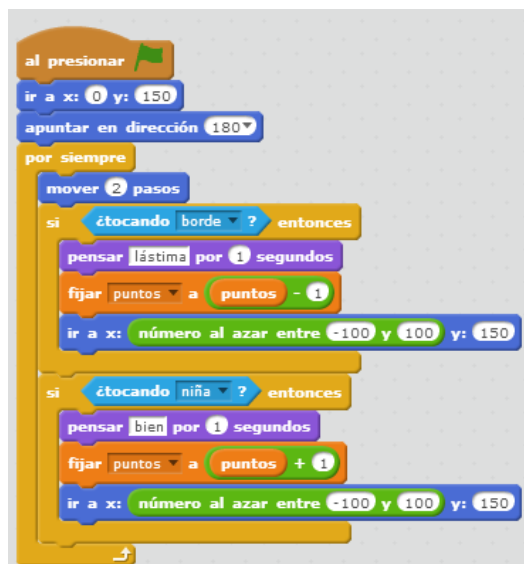 al presionar
ir a x: 0 y: 150
apuntar en dirección 180
por siempre
mover 2 pasos
si ¿tocando borde ? entonces
pensar lástima por 1 segundos
fijar puntos a puntos - 1
ir a x: número al azar entre -100 y 100 y: 150
si ¿tocando niña ? entonces
pensar bien por 1 segundos
fijar puntos a puntos + 1
ir a x: número al azar entre -100 y 100 y: 150